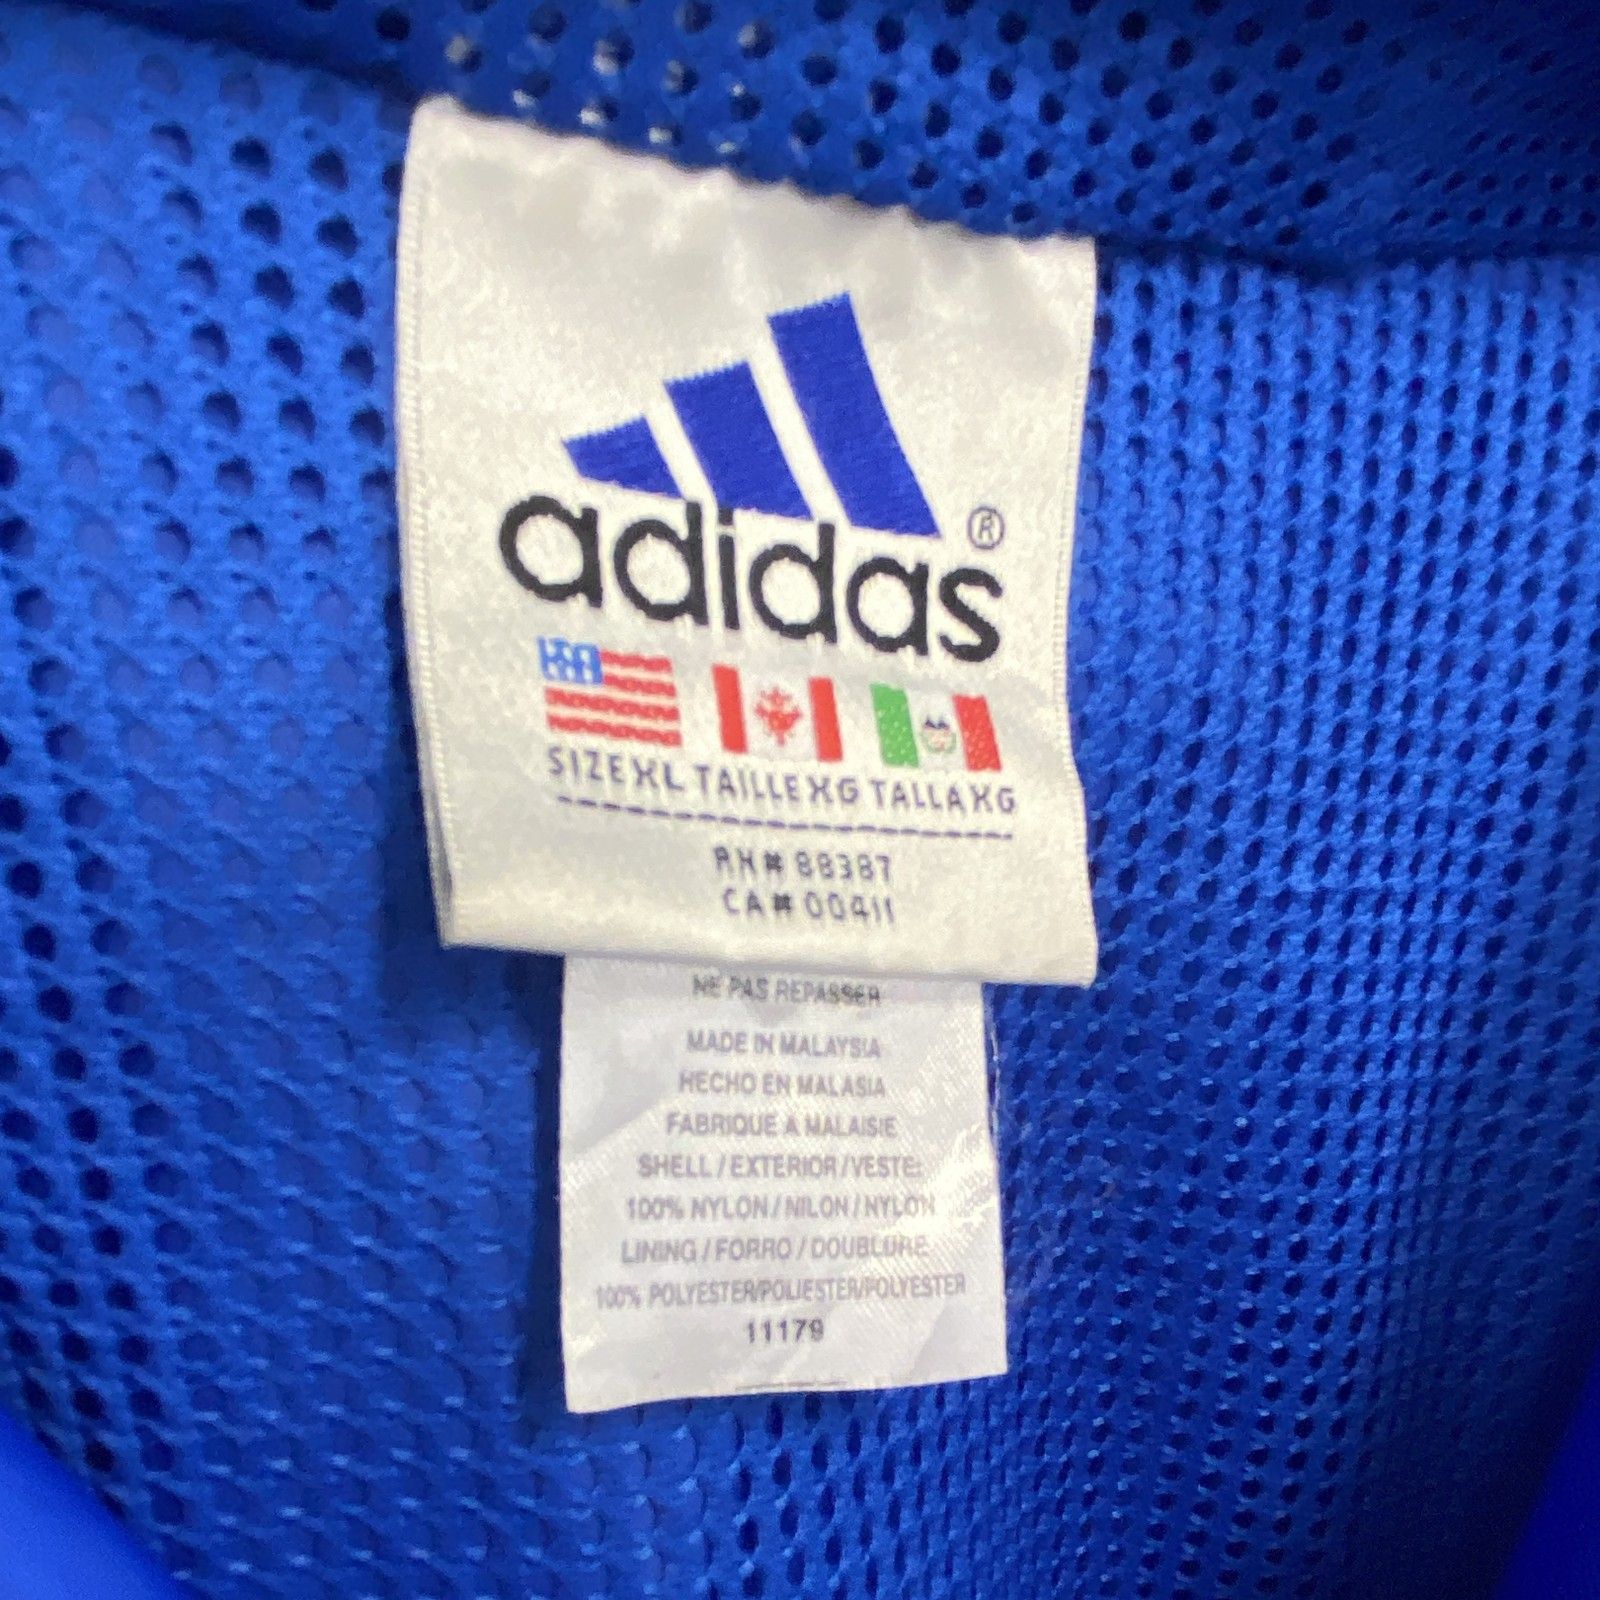 adidas®
SIZE XL TAILLE XG TALLA XG
RN# 88387
CA# 00411
NE PAS REPASSER
MADE IN MALAYSIA
HECHO EN MALASIA
FABRIQUE A MALAISIE
SHELL / EXTERIOR / VESTE:
100% NYLON / NILON / NYLON
LINING / FORRO / DOUBLURE
100% POLYESTER/POLIESTER/POLYESTER
11179